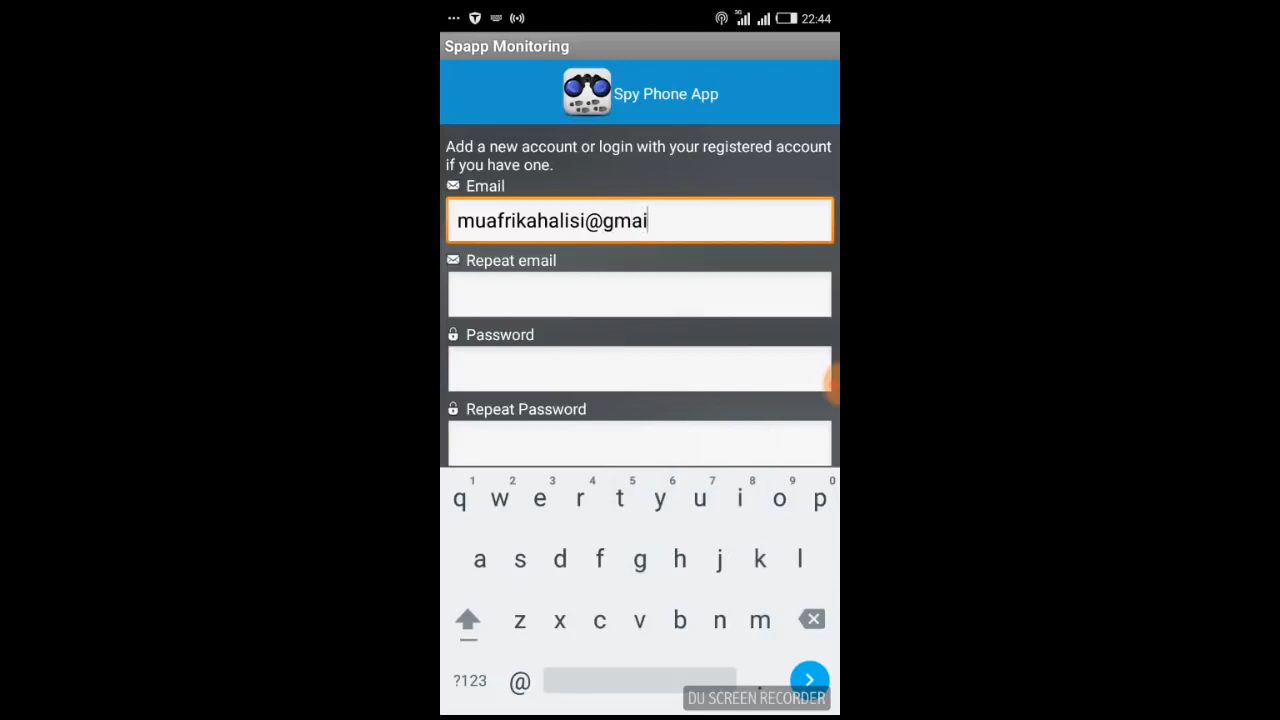 22:44
Spapp Monitoring
Spy Phone App
Add a new account or login with your registered account
if you have one.
Email
muafrikahalisi@gmai
Repeat email
Password
Repeat Password
1 2 3 4 5 6 7 8 9 0
q w e r t y u i o p
a s d f g h j k l
z x c v b n m
?123 @ .
DU SCREEN RECORDER